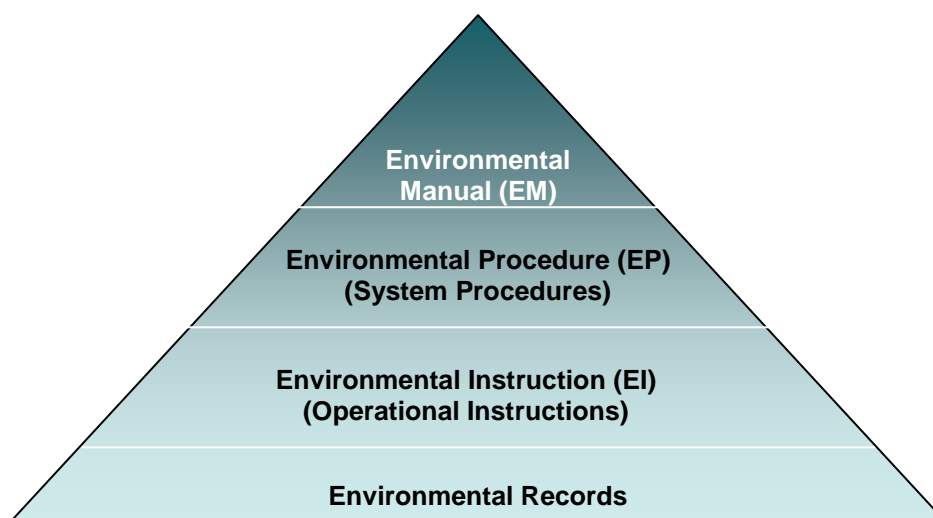 Environmental
Manual (EM)
Environmental Procedure (EP)
(System Procedures)
Environmental Instruction (EI)
(Operational Instructions)
Environmental Records